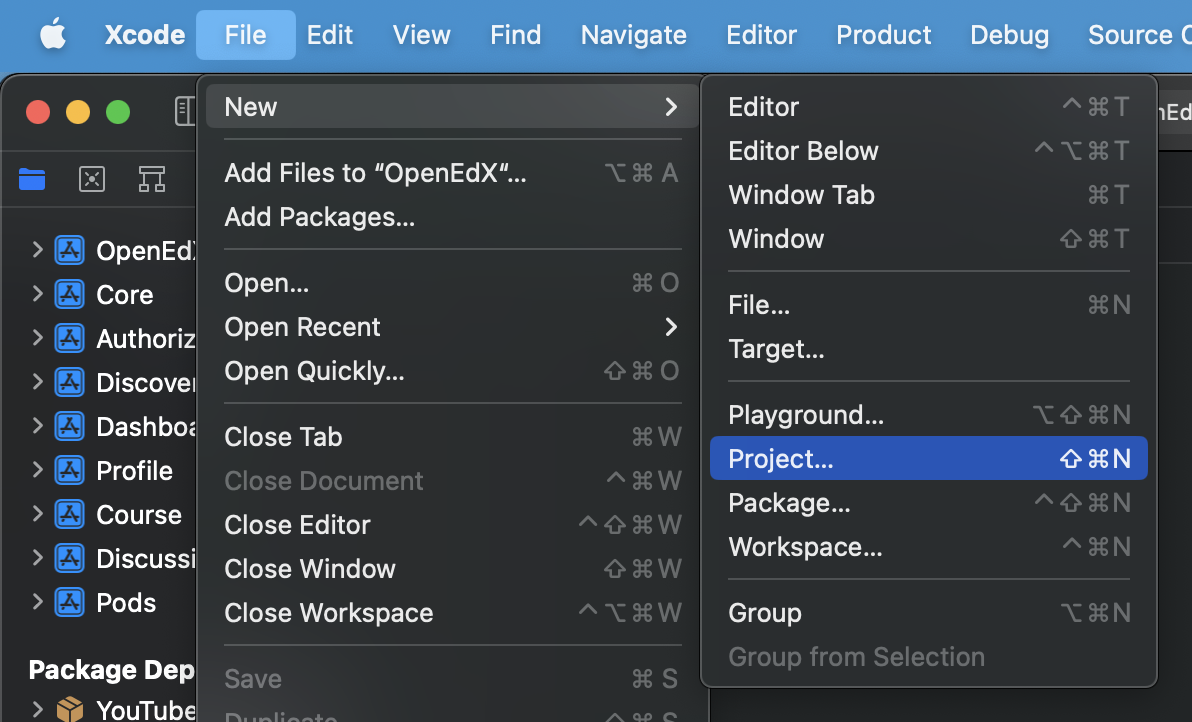 Xcode File Edit View Find Navigate Editor Product Debug Source
New
Add Files to “OpenEdX“... ⌥⌘A
Add Packages...
Open... ⌘O
Open Recent
Open Quickly... ⇧⌘O
Close Tab ⌘W
Close Document ^⌘W
Close Editor ^⇧⌘W
Close Window ⇧⌘W
Close Workspace ^⌥⌘W
Save ⌘S
Duplicate ⇧⌘S
Editor ^⌘T
Editor Below ^⌥⌘T
Window Tab ⌘T
Window ⇧⌘T
File... ⌘N
Target...
Playground... ⌥⇧⌘N
Project... ⇧⌘N
Package... ^⇧⌘N
Workspace... ^⌘N
Group ⌥⌘N
Group from Selection
OpenEdX
Core
Authoriz
Discover
Dashboa
Profile
Course
Discussi
Pods
Package Dep
YouTube